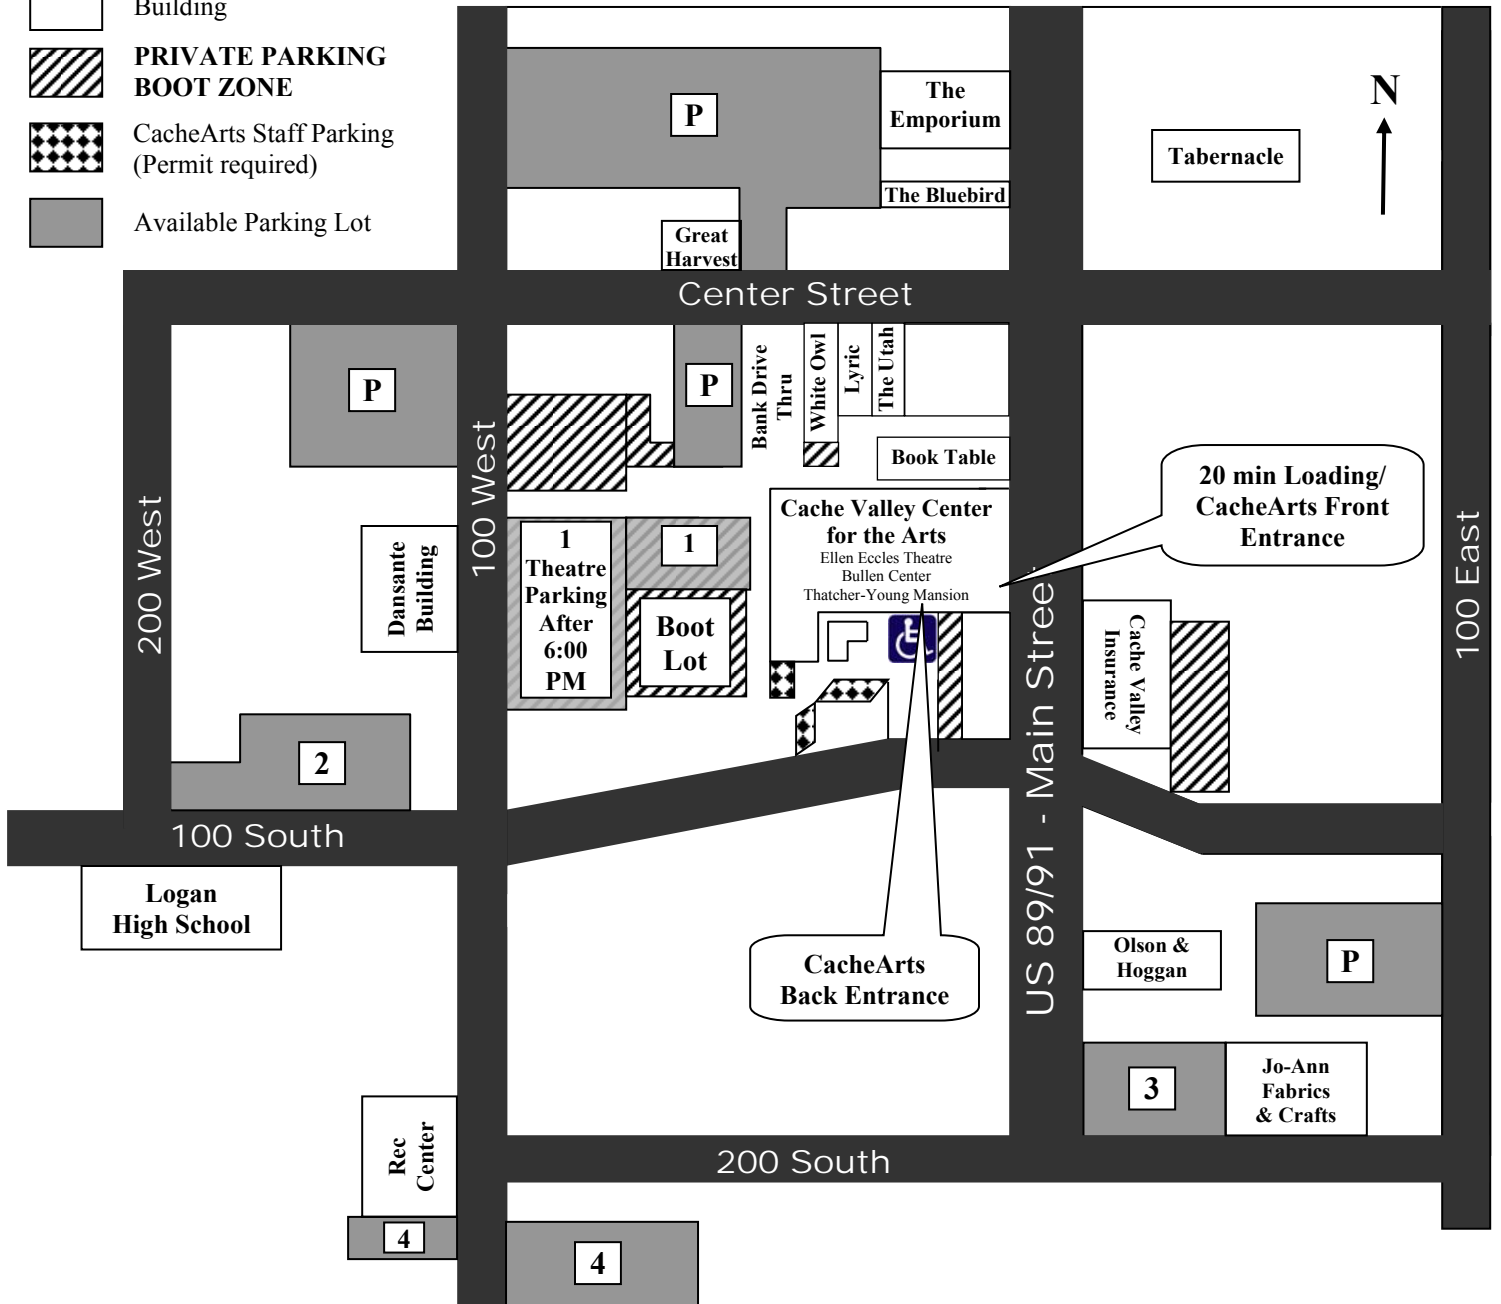 Building
PRIVATE PARKING
BOOT ZONE
CacheArts Staff Parking
(Permit required)
Available Parking Lot
P
The
Emporium
The Bluebird
Great
Harvest
Tabernacle
N
Center Street
P
P
Bank Drive
Thru
White Owl
Lyric
The Utah
Book Table
200 West
100 West
100 East
Dansante
Building
1
Theatre
Parking
After
6:00
PM
1
Boot
Lot
Cache Valley Center
for the Arts
Ellen Eccles Theatre
Bullen Center
Thatcher-Young Mansion
20 min Loading/
CacheArts Front
Entrance
Cache Valley
Insurance
US 89/91 - Main Street
2
100 South
Logan
High School
CacheArts
Back Entrance
Olson &
Hoggan
P
3
Jo-Ann
Fabrics
& Crafts
Rec
Center
200 South
4
4